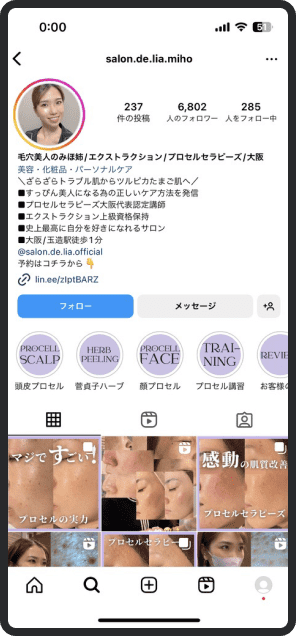 0:00
51
salon.de.lia.miho
237
6,802
285
件の投稿
人のフォロワー
人をフォロー中
毛穴美人のみほ姉/エクストラクション/プロセルセラピーズ/大阪
美容・化粧品・パーソナルケア
＼ざらざらトラブル肌からツルピカたまご肌へ／
■すっぴん美人になる為の正しいケア方法を発信
■プロセルセラピーズ大阪代表認定講師
■エクストラクション上級資格保持
■史上最高に自分を好きになれるサロン
■大阪/玉造駅徒歩1分
@salon.de.lia.official
予約はコチラから👇
lin.ee/zIptBARZ
フォロー
メッセージ
PROCELL
SCALP
HERB
PEELING
PROCELL
FACE
TRAI-
NING
REVIE
頭皮プロセル
菅貞子ハーブ
顔プロセル
プロセル講習
お客様の
マジですごい!
プロセルの実力
感動の肌質改善
プロセルセラピーズ
プロセルセラピー